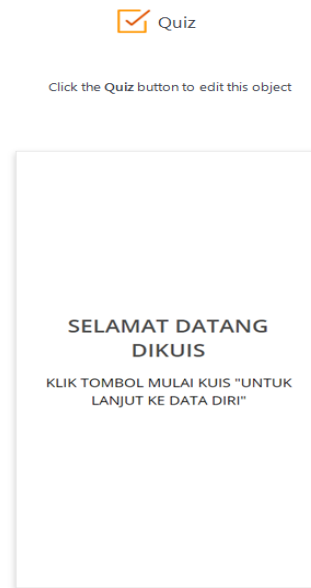 Quiz
Click the Quiz button to edit this object
SELAMAT DATANG
DIKUIS
KLIK TOMBOL MULAI KUIS "UNTUK
LANJUT KE DATA DIRI"